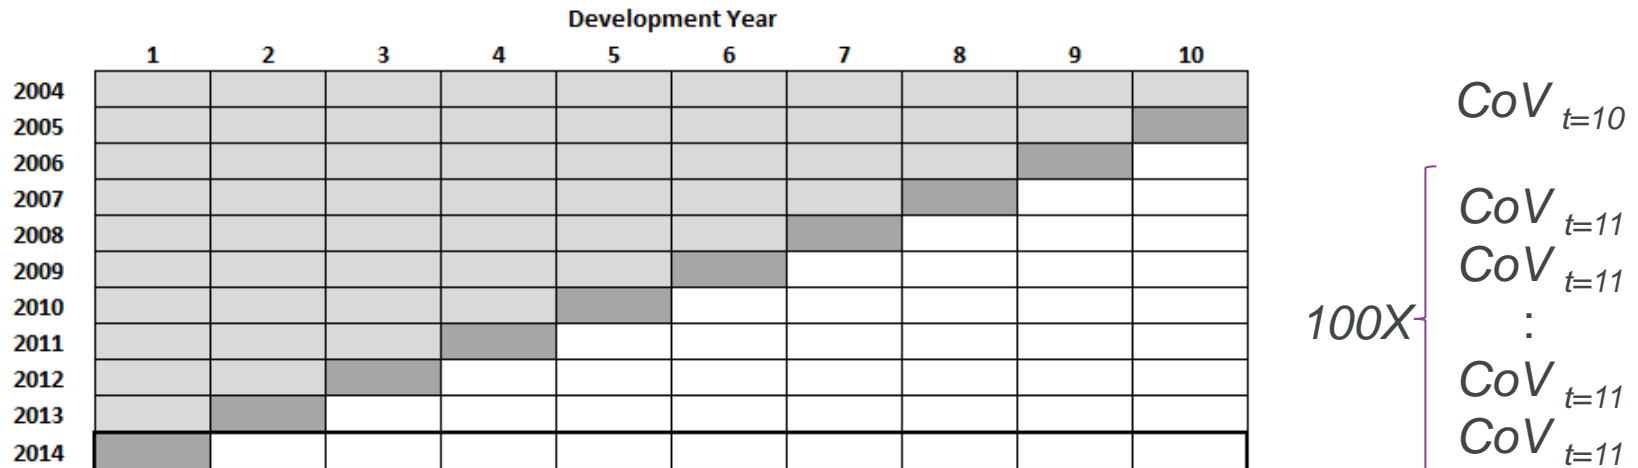 Development Year
1 2 3 4 5 6 7 8 9 10
2004
2005
2006
2007
2008
2009
2010
2011
2012
2013
2014
CoV t=10
100X
CoV t=11
CoV t=11
:
CoV t=11
CoV t=11